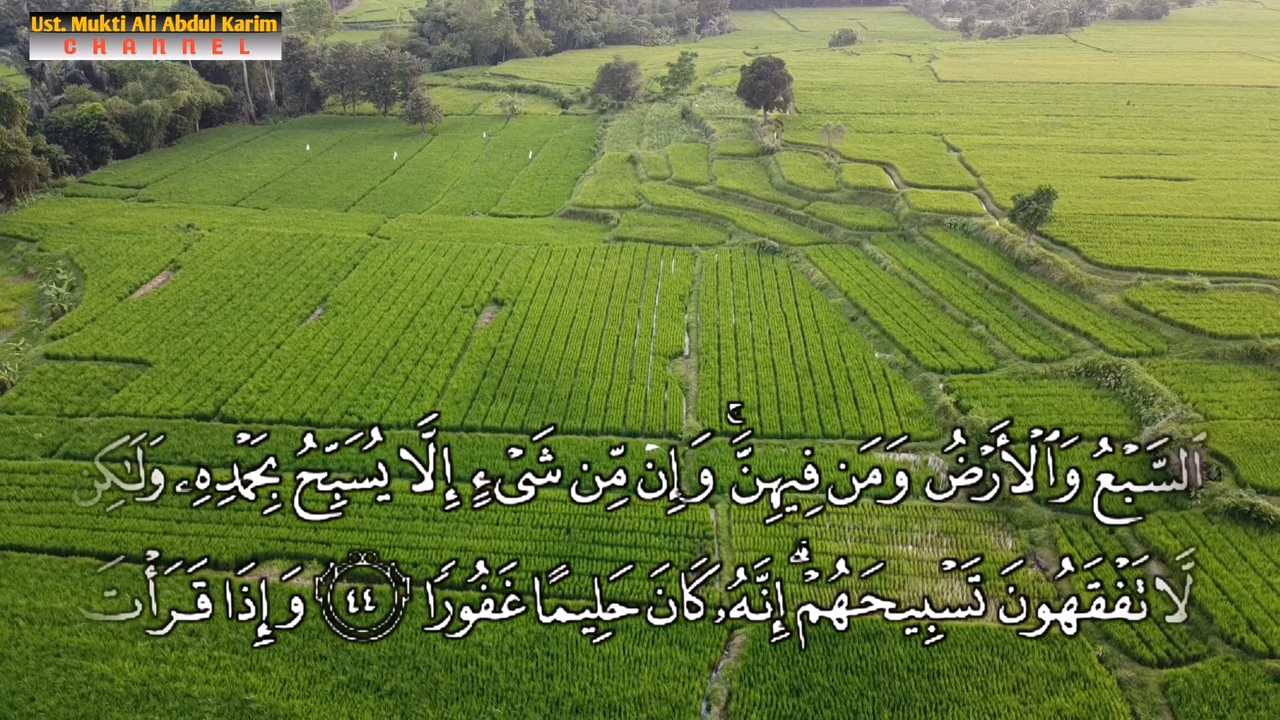 Ust. Mukti Ali Abdul Karim
CHANNEL
ٱلسَّبْعُ وَٱلْأَرْضُ وَمَن فِيهِنَّ ۚ وَإِن مِّن شَىْءٍ إِلَّا يُسَبِّحُ بِحَمْدِهِۦ وَلَـٰكِن
لَّا تَفْقَهُونَ تَسْبِيحَهُمْ ۗ إِنَّهُۥ كَانَ حَلِيمًا غَفُورًا ٤٤ وَإِذَا قَرَأْتَ